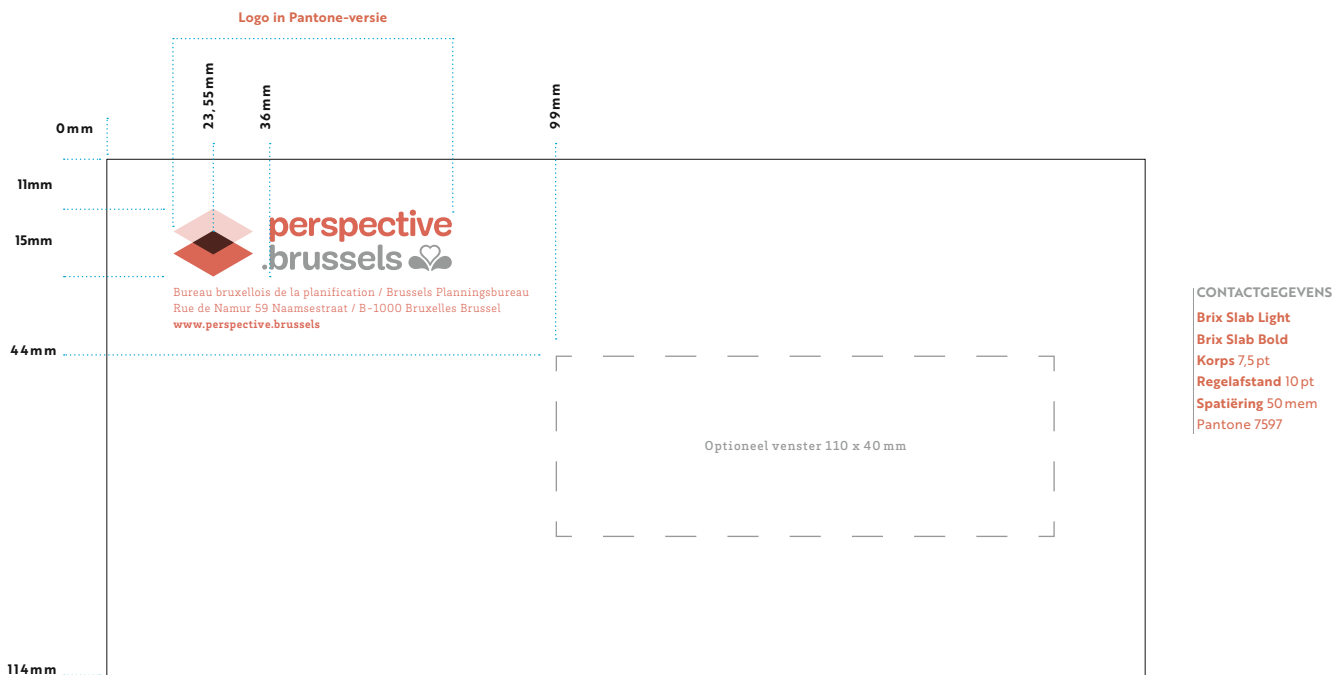 Logo in Pantone-versie
23,55mm
36mm
99mm
0mm
11mm
15mm
perspective
.brussels
Bureau bruxellois de la planification / Brussels Planningsbureau
Rue de Namur 59 Naamsestraat / B-1000 Bruxelles Brussel
www.perspective.brussels
44mm
Optioneel venster 110 x 40 mm
114mm
CONTACTGEGEVENS
Brix Slab Light
Brix Slab Bold
Korps 7,5 pt
Regelafstand 10 pt
Spatiëring 50 mem
Pantone 7597